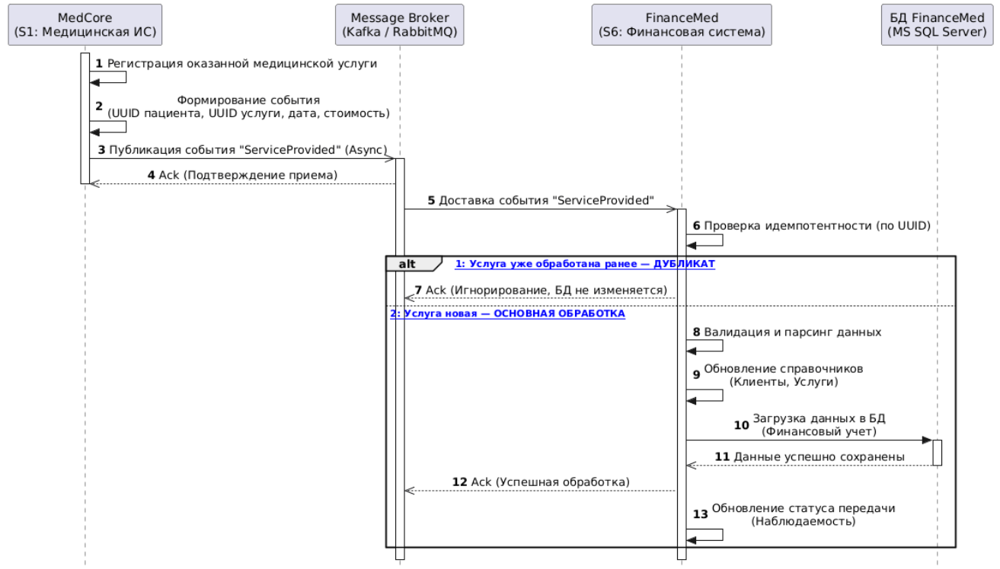 MedCore
(S1: Медицинская ИС)
Message Broker
(Kafka / RabbitMQ)
FinanceMed
(S6: Финансовая система)
БД FinanceMed
(MS SQL Server)
1 Регистрация оказанной медицинской услуги
2 Формирование события
(UUID пациента, UUID услуги, дата, стоимость)
3 Публикация события "ServiceProvided" (Async)
4 Ack (Подтверждение приема)
5 Доставка события "ServiceProvided"
6 Проверка идемпотентности (по UUID)
alt
1: Услуга уже обработана ранее — ДУБЛИКАТ
7 Ack (Игнорирование, БД не изменяется)
2: Услуга новая — ОСНОВНАЯ ОБРАБОТКА
8 Валидация и парсинг данных
9 Обновление справочников
(Клиенты, Услуги)
10 Загрузка данных в БД
(Финансовый учет)
11 Данные успешно сохранены
12 Ack (Успешная обработка)
13 Обновление статуса передачи
(Наблюдаемость)